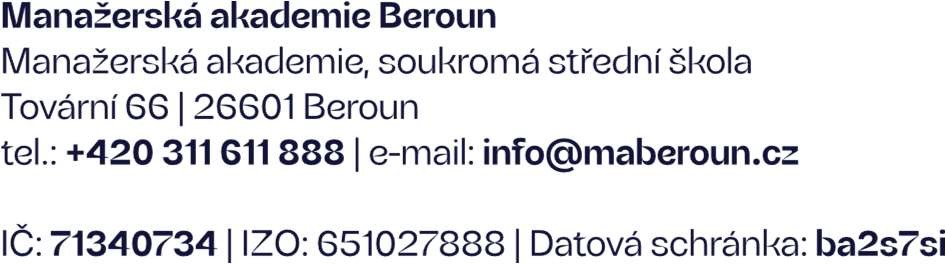 Manažerská akademie Beroun
Manažerská akademie, soukromá střední škola
Tovární 66 | 26601 Beroun
tel.: +420 311 611 888 | e-mail: info@maberoun.cz
IČ: 71340734 | IZO: 651027888 | Datová schránka: ba2s7si